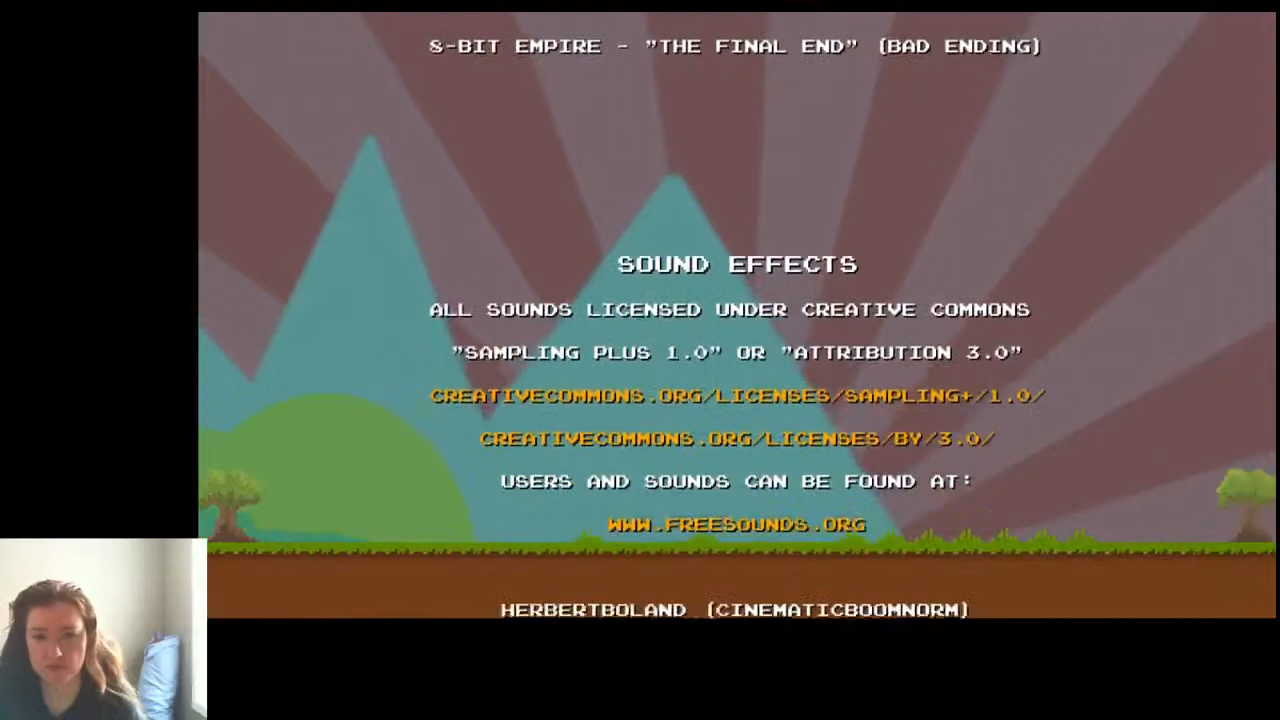 8-BIT EMPIRE - "THE FINAL END" (BAD ENDING)
SOUND EFFECTS
ALL SOUNDS LICENSED UNDER CREATIVE COMMONS
"SAMPLING PLUS 1.0" OR "ATTRIBUTION 3.0"
CREATIVECOMMONS.ORG/LICENSES/SAMPLING+/1.0/
CREATIVECOMMONS.ORG/LICENSES/BY/3.0/
USERS AND SOUNDS CAN BE FOUND AT:
WWW.FREESOUNDS.ORG
HERBERTBOLAND (CINEMATICBOOMNORM)